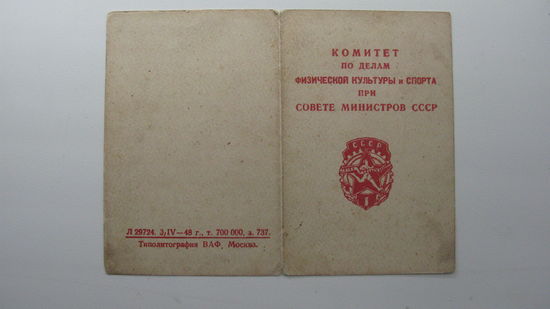 Л 29724. 3/IV—48 г., т. 700 000, з. 737.
Типолитография ВАФ, Москва.
КОМИТЕТ
ПО ДЕЛАМ
ФИЗИЧЕСКОЙ КУЛЬТУРЫ и СПОРТА
ПРИ
СОВЕТЕ МИНИСТРОВ СССР
СССР
I